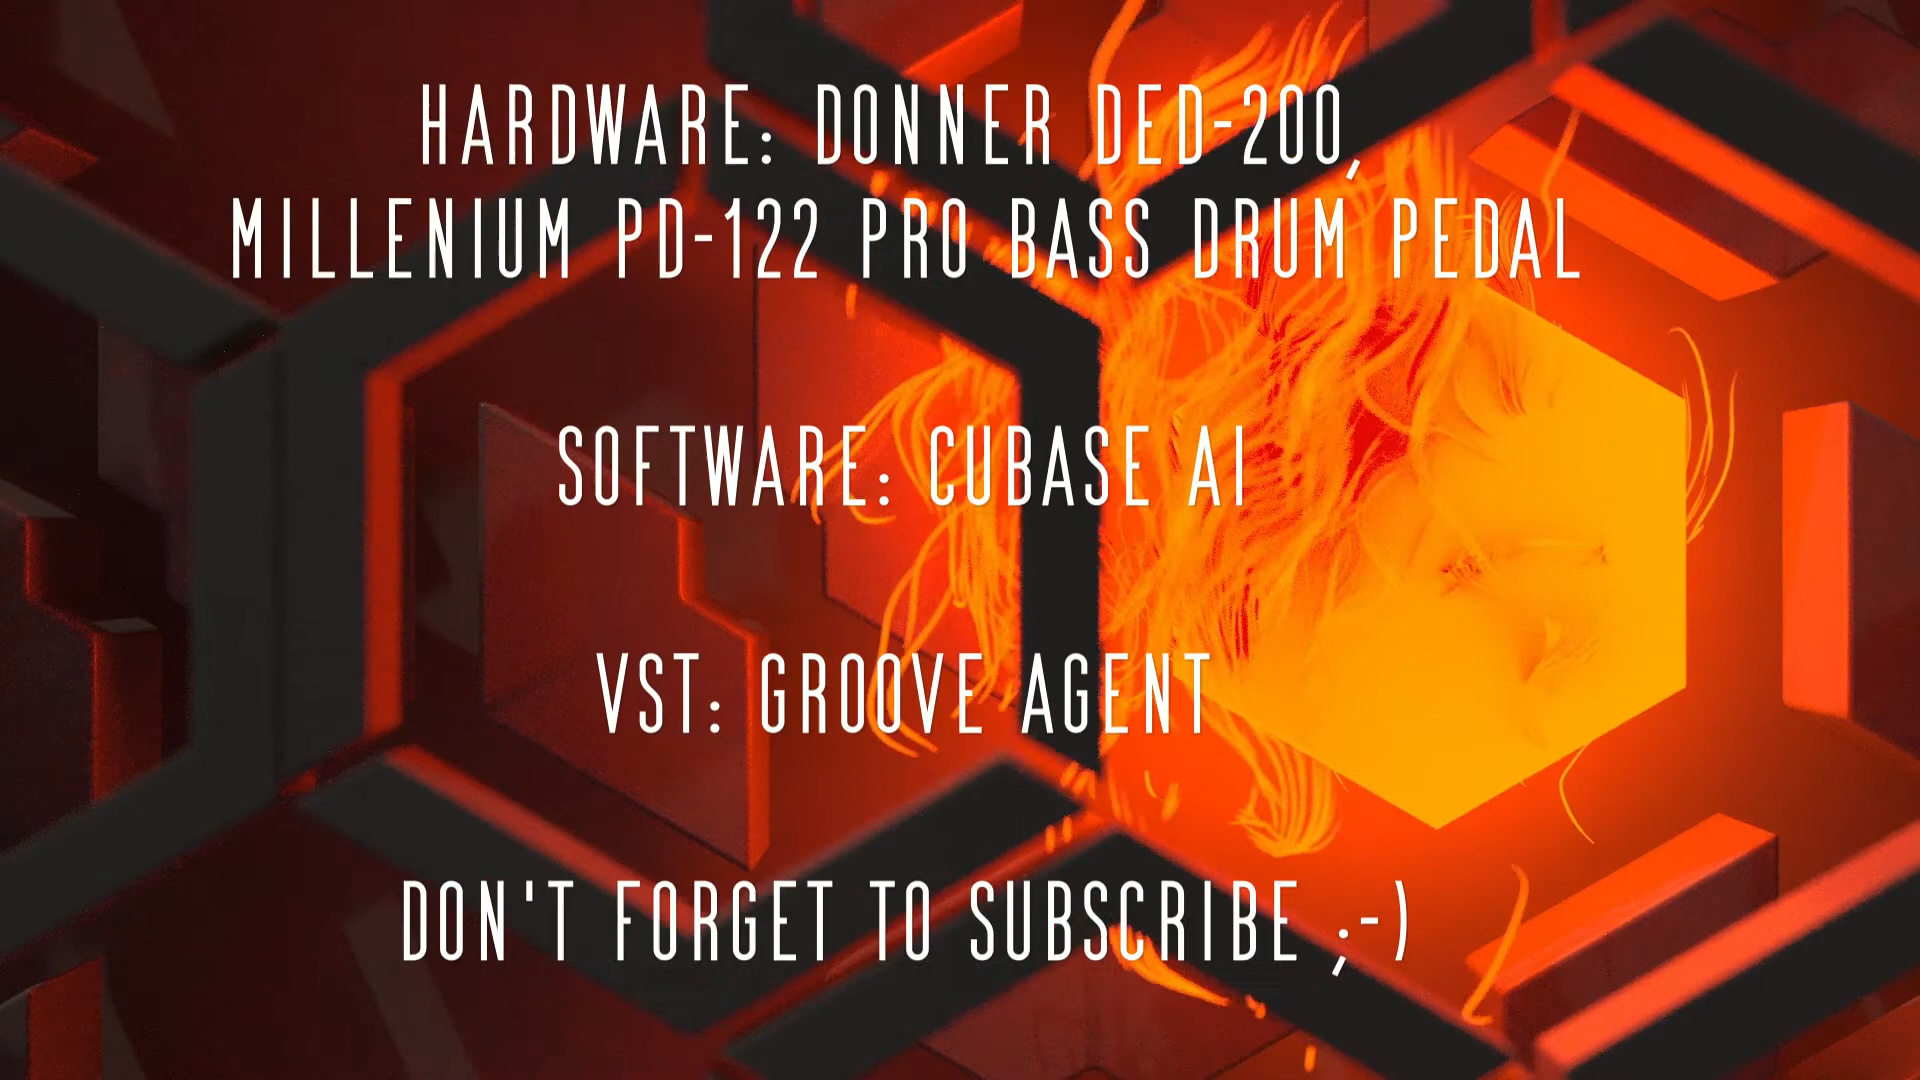 HARDWARE: DONNER DED-200,
MILLENIUM PD-122 PRO BASS DRUM PEDAL
SOFTWARE: CUBASE AI
VST: GROOVE AGENT
DON'T FORGET TO SUBSCRIBE ;-)